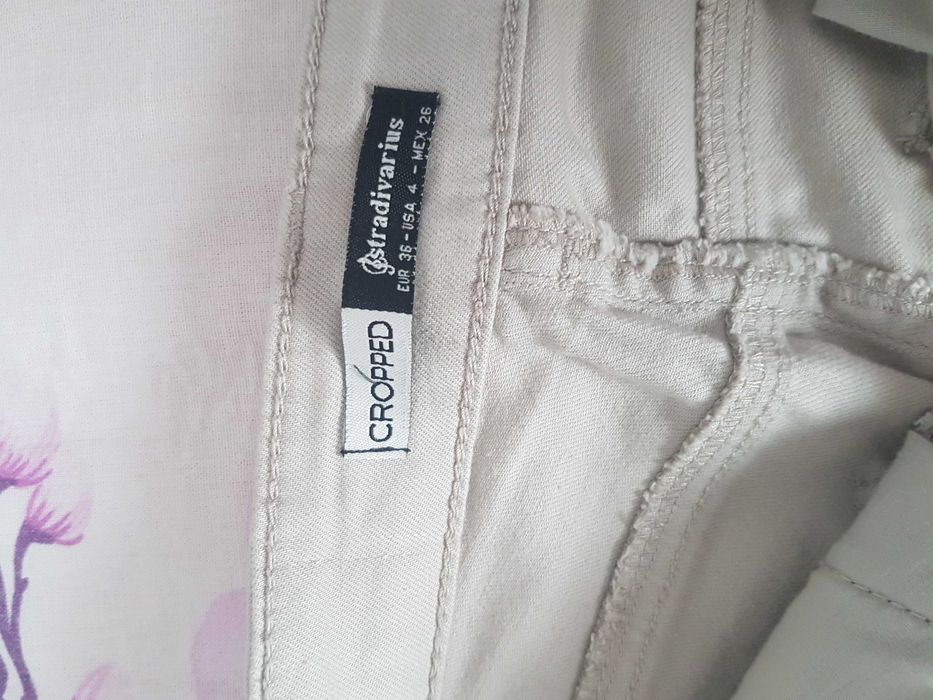 stradivarius
EUR 36 - USA 4 - MEX 26
CROPPED